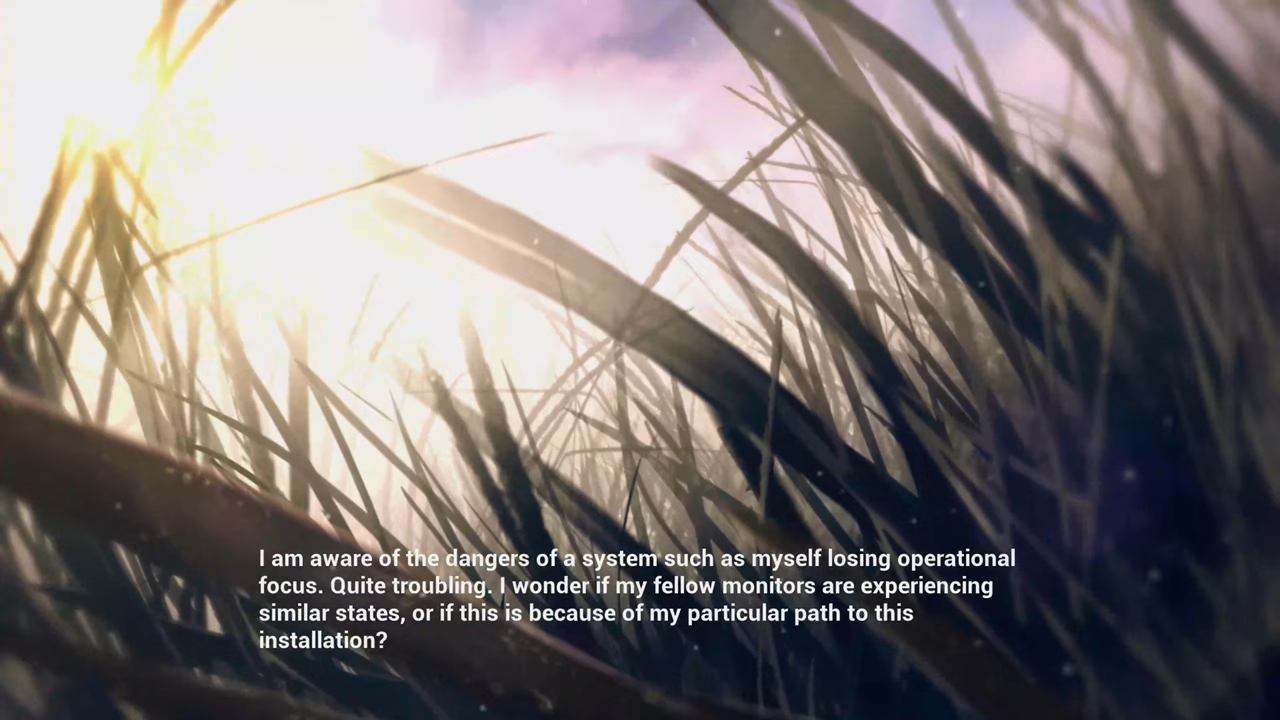 I am aware of the dangers of a system such as myself losing operational
focus. Quite troubling. I wonder if my fellow monitors are experiencing
similar states, or if this is because of my particular path to this
installation?